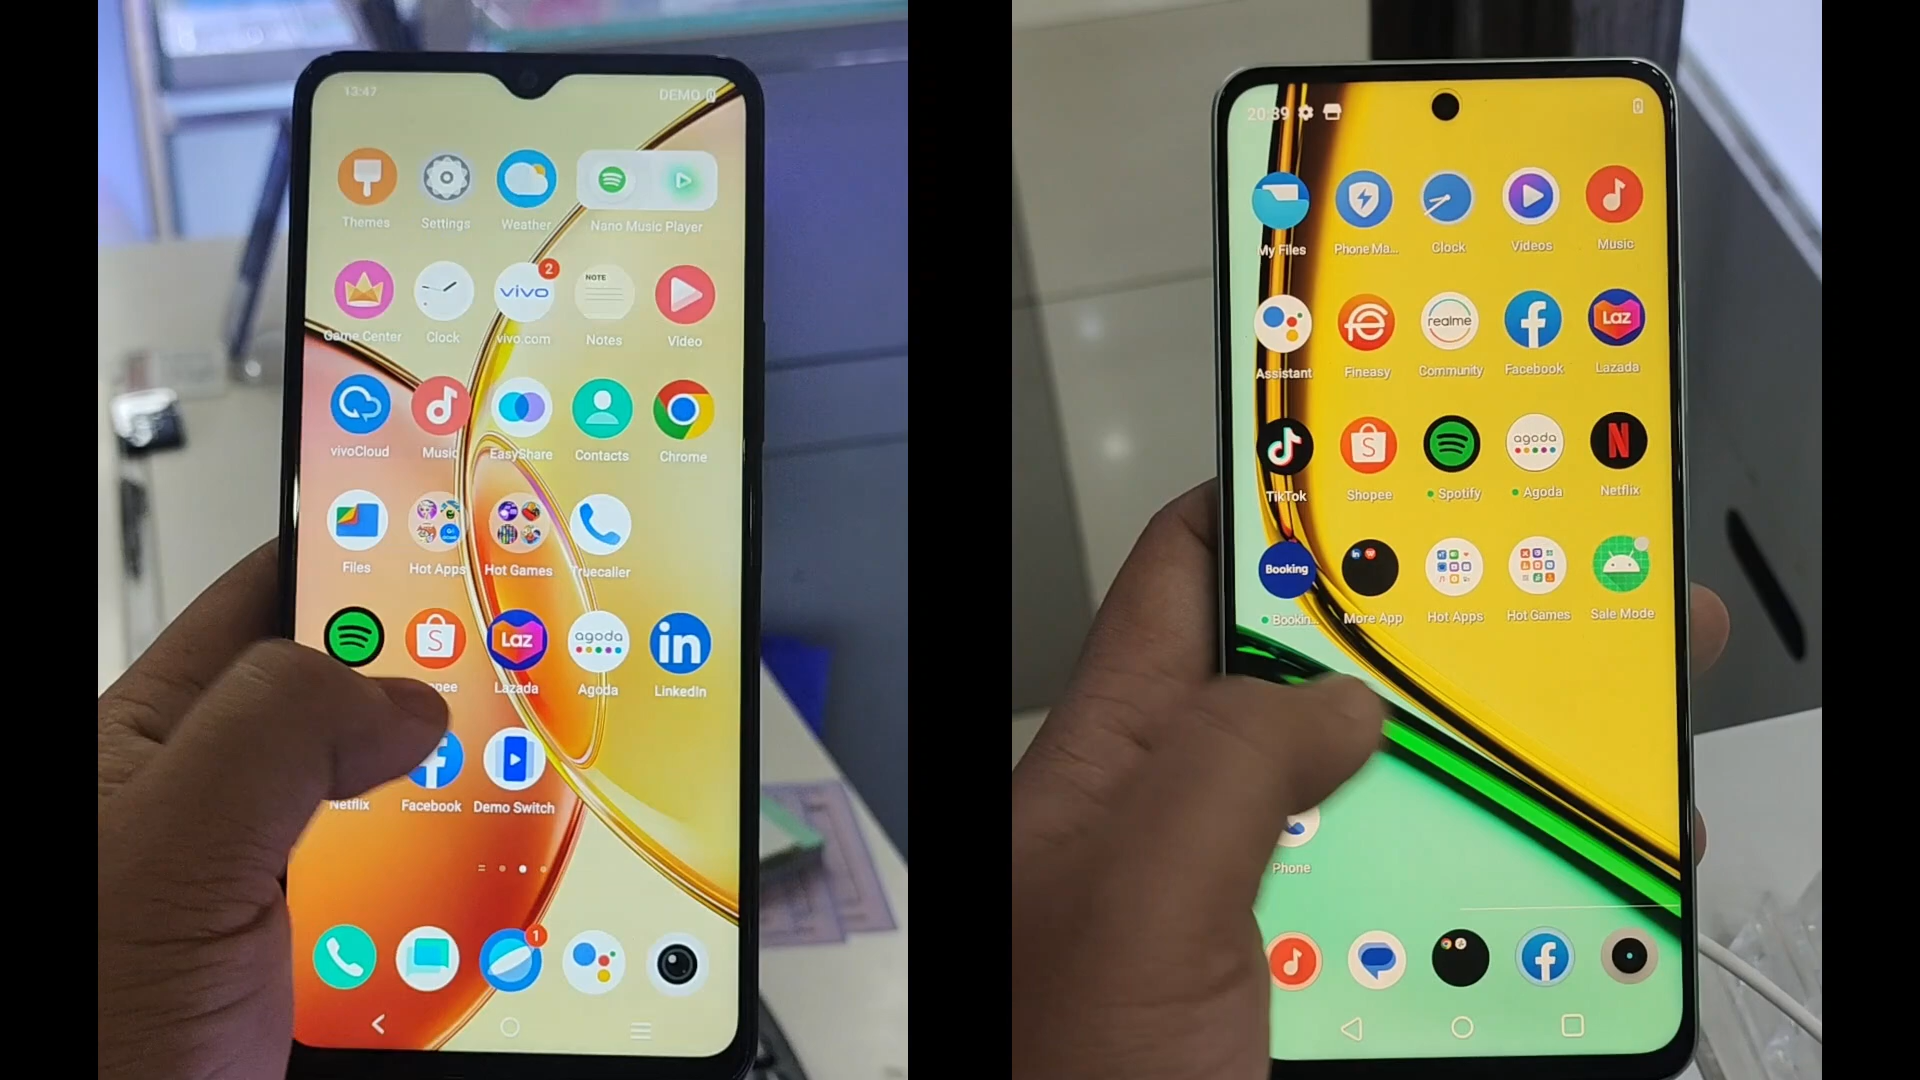 13:47
DEMO
Themes
Settings
Weather
Nano Music Player
Game Center
Clock
2
vivo
vivo.com
NOTE
Notes
Video
vivoCloud
Music
EasyShare
Contacts
Chrome
Files
Hot Apps
Hot Games
Truecaller
S
opee
Laz
Lazada
agoda
Agoda
in
LinkedIn
Netflix
f
Facebook
Demo Switch
1
20:39
My Files
Phone Ma...
Clock
Videos
Music
Assistant
Fineasy
realme
Community
f
Facebook
Laz
Lazada
TikTok
S
Shopee
Spotify
agoda
Agoda
N
Netflix
Booking
Bookin...
More App
Hot Apps
Hot Games
Sale Mode
Phone
f